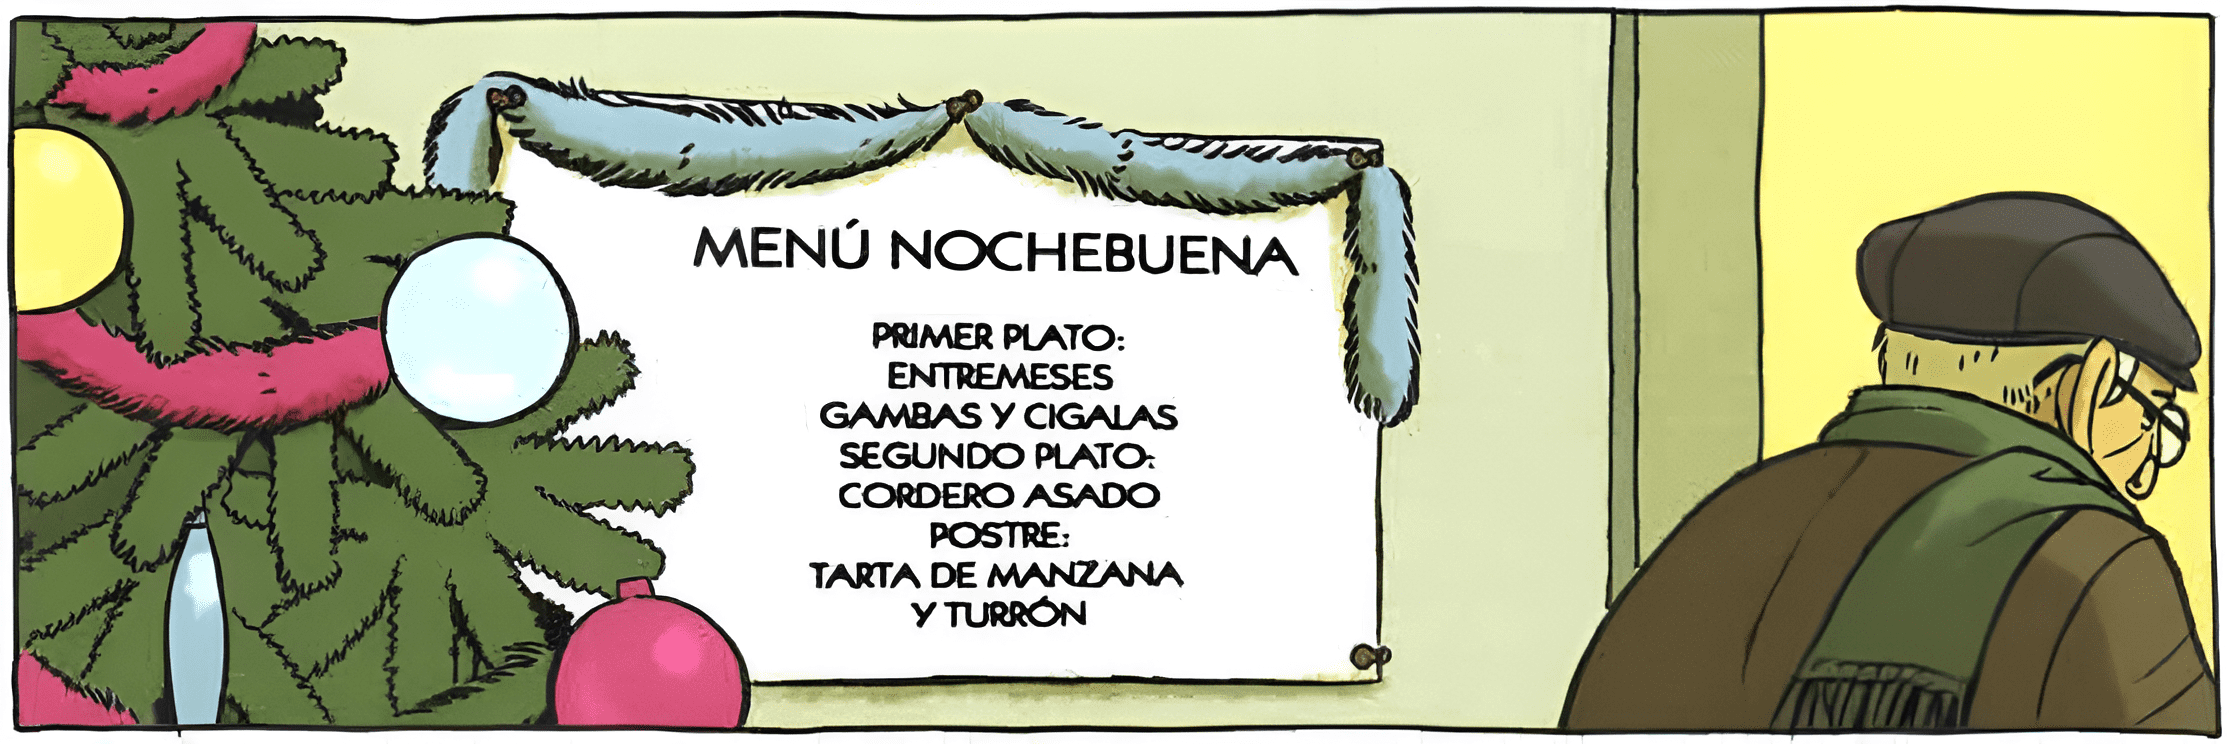 MENÚ NOCHEBUENA
PRIMER PLATO:
ENTREMESES
GAMBAS Y CIGALAS
SEGUNDO PLATO:
CORDERO ASADO
POSTRE:
TARTA DE MANZANA
Y TURRÓN